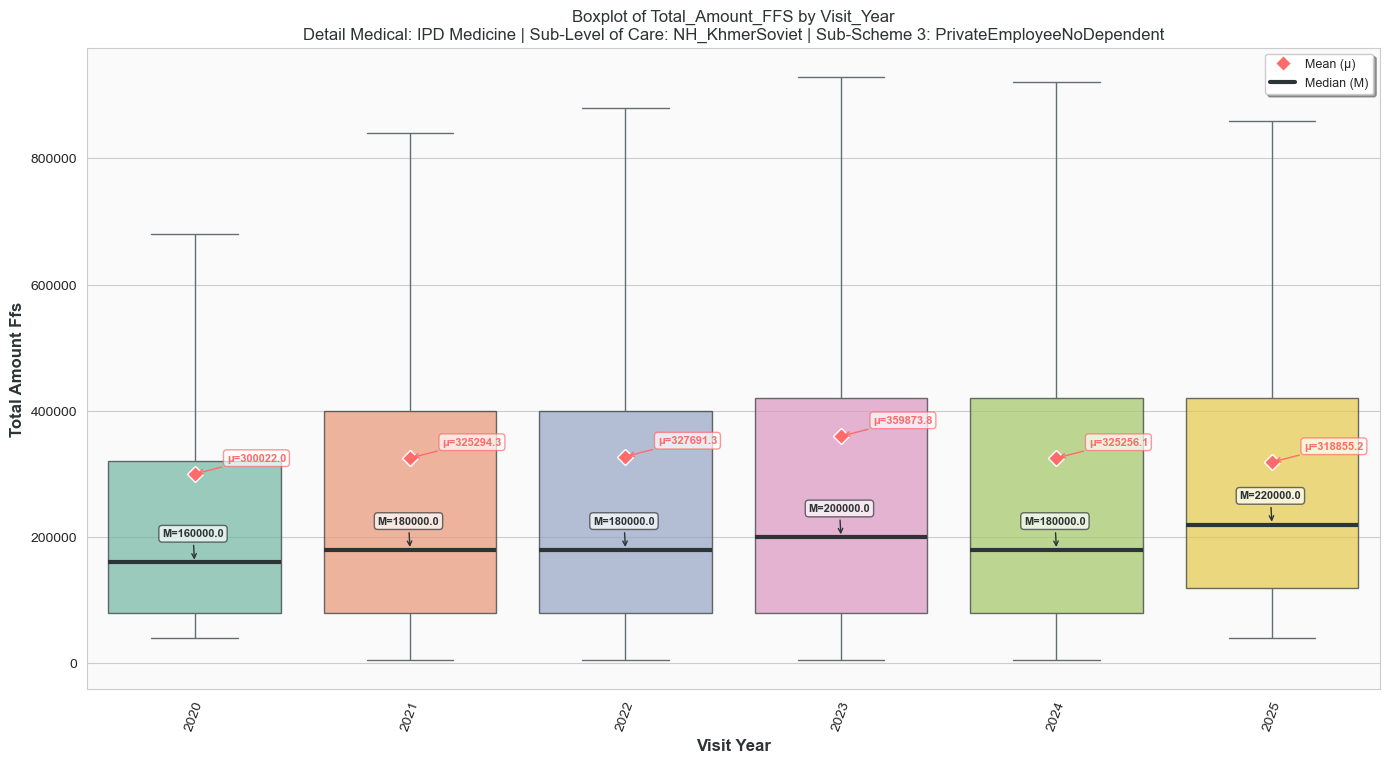 Boxplot of Total_Amount_FFS by Visit_Year
Detail Medical: IPD Medicine | Sub-Level of Care: NH_KhmerSoviet | Sub-Scheme 3: PrivateEmployeeNoDependent
Mean (μ)
Median (M)
Total Amount Ffs
800000
600000
400000
200000
0
μ=300022.0
M=160000.0
μ=325294.3
M=180000.0
μ=327691.3
M=180000.0
μ=359873.8
M=200000.0
μ=325256.1
M=180000.0
μ=318855.2
M=220000.0
2020
2021
2022
2023
2024
2025
Visit Year